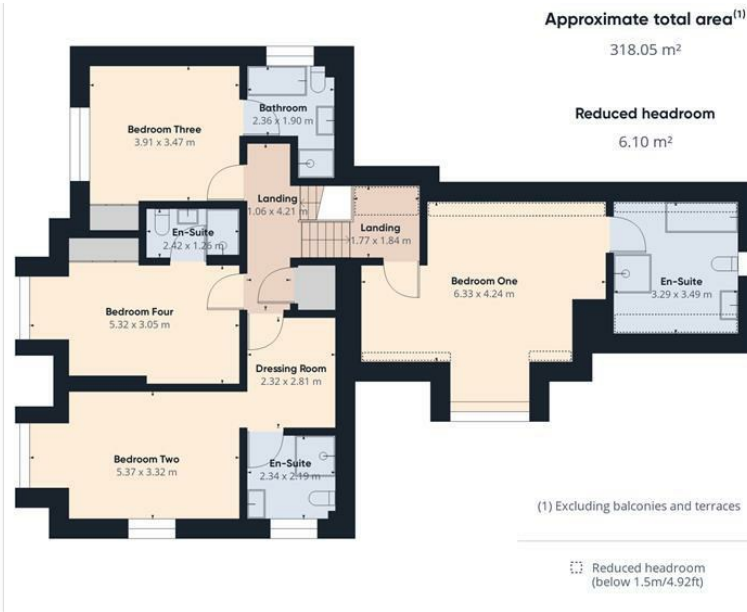 Approximate total area(1)
318.05 m²
Reduced headroom
6.10 m²
Bathroom
2.36 x 1.90 m
Bedroom Three
3.91 x 3.47 m
Landing
1.06 x 4.21 m
Landing
1.77 x 1.84 m
En-Suite
2.42 x 1.26 m
Bedroom One
6.33 x 4.24 m
En-Suite
3.29 x 3.49 m
Bedroom Four
5.32 x 3.05 m
Dressing Room
2.32 x 2.81 m
Bedroom Two
5.37 x 3.32 m
En-Suite
2.34 x 2.19 m
(1) Excluding balconies and terraces
Reduced headroom
(below 1.5m/4.92ft)